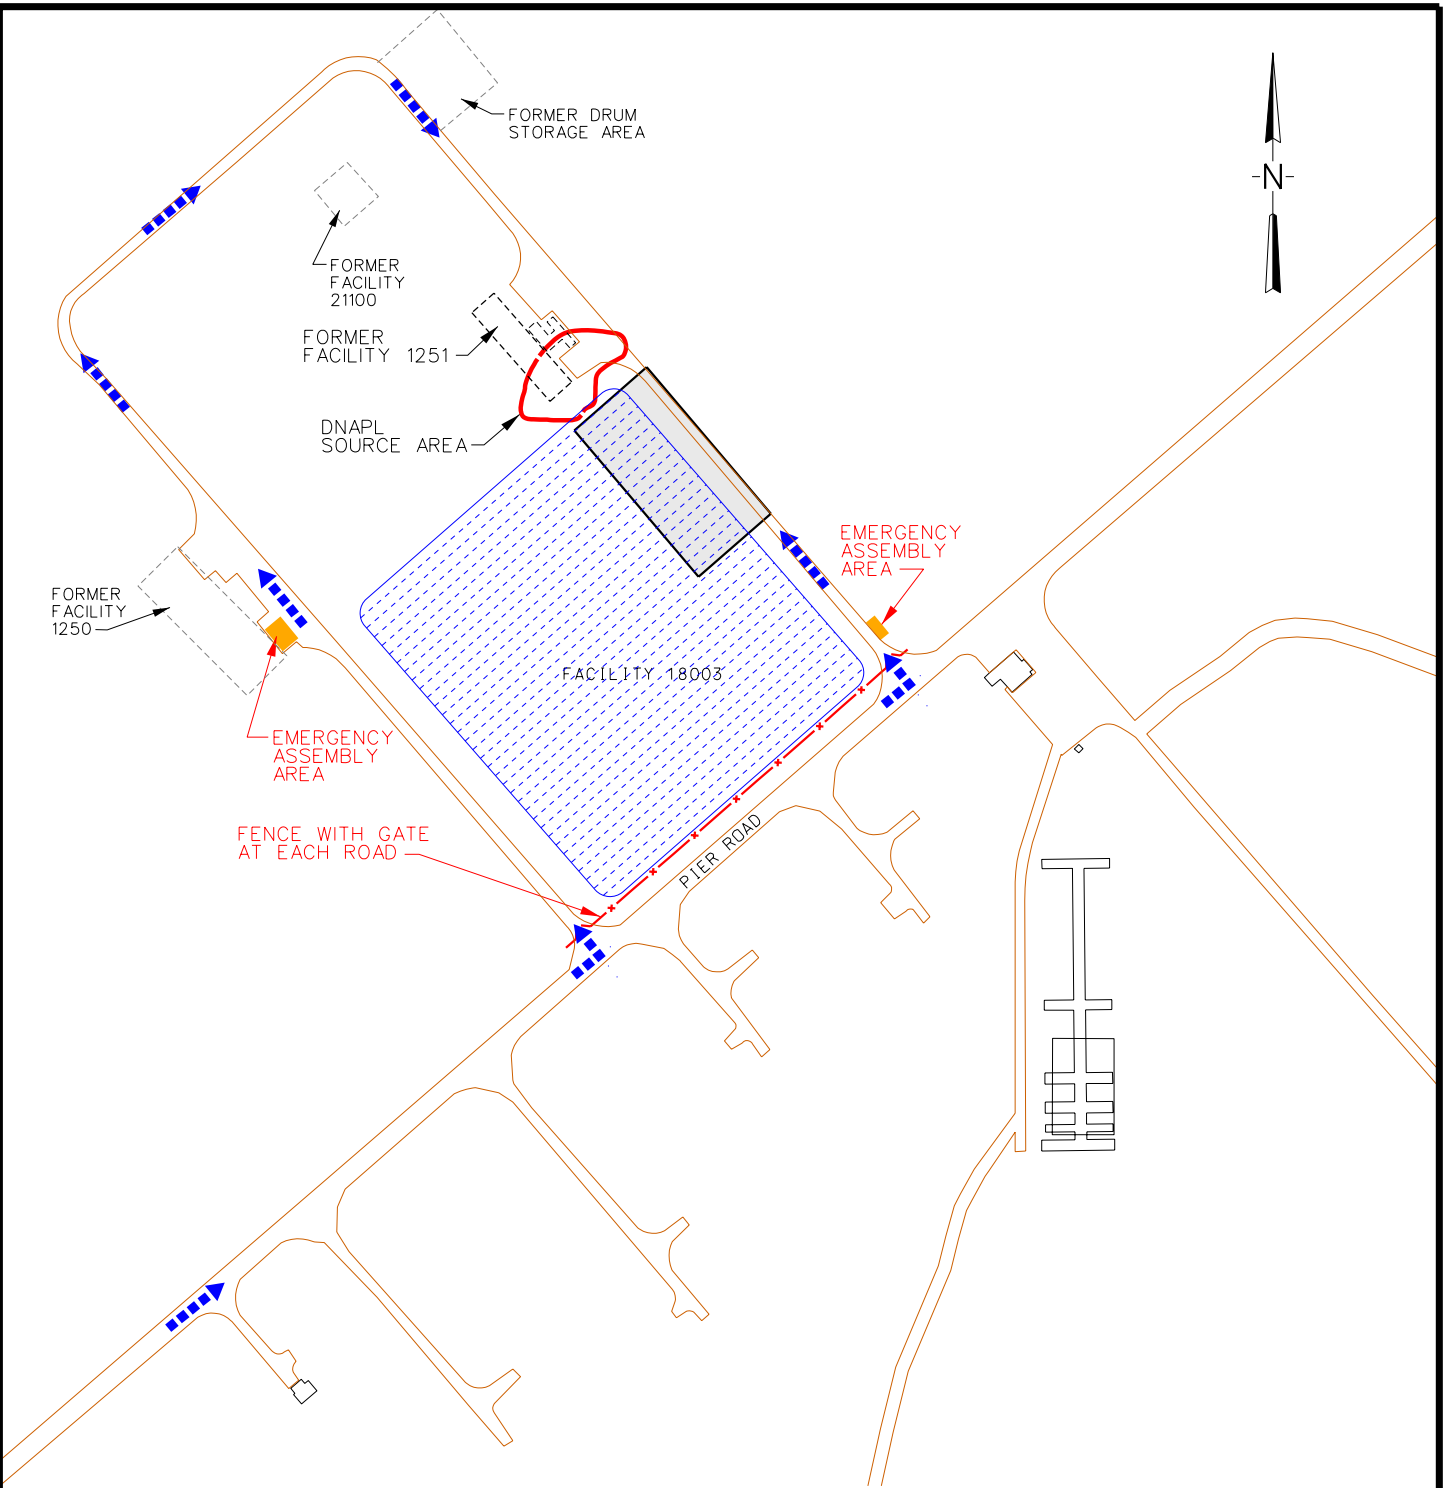 FORMER DRUM
STORAGE AREA
-N-
FORMER
FACILITY
21100
FORMER
FACILITY 1251
DNAPL
SOURCE AREA
EMERGENCY
ASSEMBLY
AREA
FORMER
FACILITY
1250
FACILITY 18003
EMERGENCY
ASSEMBLY
AREA
FENCE WITH GATE
AT EACH ROAD
PIER ROAD